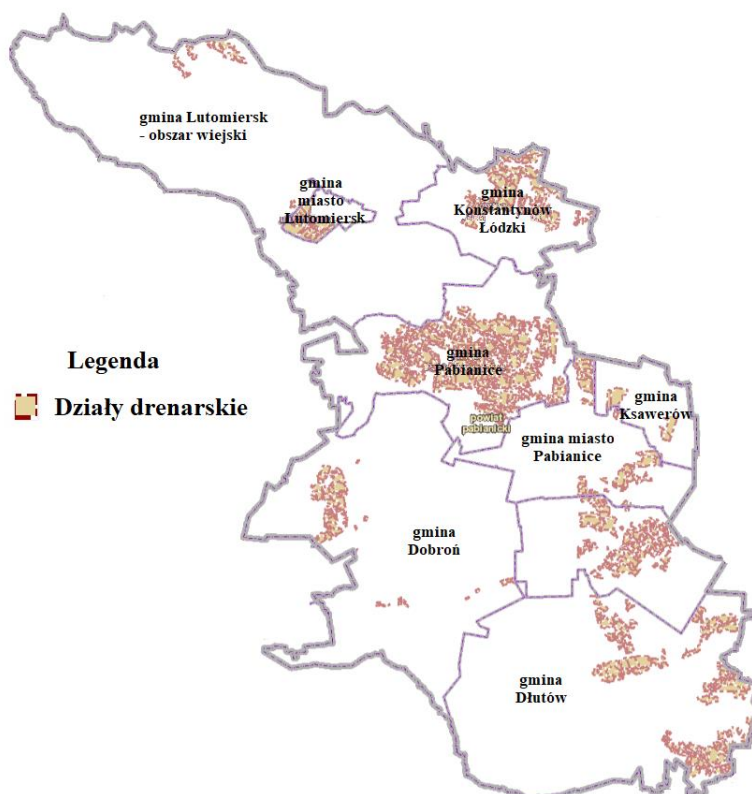 gmina Lutomiersk
- obszar wiejski
gmina
miasto
Lutomiersk
gmina
Konstantynów
Łódzki
gmina
Pabianice
powiat
pabianicki
gmina
Ksawerów
gmina miasto
Pabianice
Legenda
Działy drenarskie
gmina
Dobroń
gmina
Dłutów